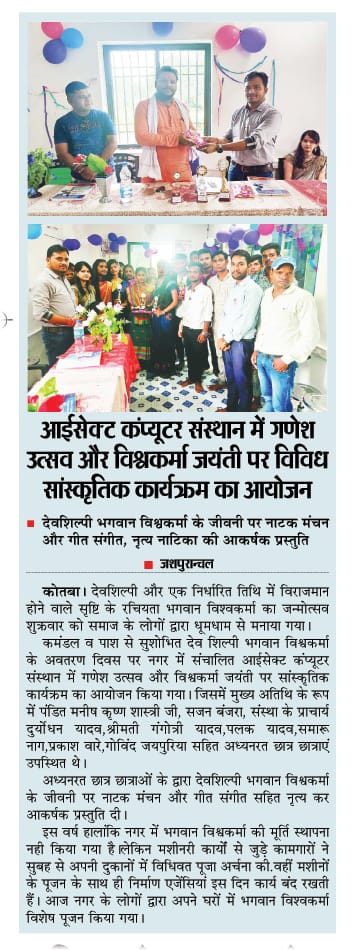 आईसेक्ट कंप्यूटर संस्थान में गणेश
उत्सव और विश्वकर्मा जयंती पर विविध
सांस्कृतिक कार्यक्रम का आयोजन
■ देवशिल्पी भगवान विश्वकर्मा के जीवनी पर नाटक मंचन
और गीत संगीत, नृत्य नाटिका की आकर्षक प्रस्तुति
■ जशपुरान्चल
कोतबा। देवशिल्पी और एक निर्धारित तिथि में विराजमान
होने वाले सृष्टि के रचियता भगवान विश्वकर्मा का जन्मोत्सव
शुक्रवार को समाज के लोगों द्वारा धूमधाम से मनाया गया।
कमंडल व पाश से सुशोभित देव शिल्पी भगवान विश्वकर्मा
के अवतरण दिवस पर नगर में संचालित आईसेक्ट कंप्यूटर
संस्थान में गणेश उत्सव और विश्वकर्मा जयंती पर सांस्कृतिक
कार्यक्रम का आयोजन किया गया। जिसमें मुख्य अतिथि के रूप
में पंडित मनीष कृष्ण शास्त्री जी, सजन बंजरा, संस्था के प्राचार्य
दुर्योधन यादव,श्रीमती गंगोत्री यादव,पलक यादव,समारू
नाग,प्रकाश वारे,गोबिंद जयपुरिया सहित अध्यनरत छात्र छात्राएं
उपस्थित थे।
अध्यनरत छात्र छात्राओं के द्वारा देवशिल्पी भगवान विश्वकर्मा
के जीवनी पर नाटक मंचन और गीत संगीत सहित नृत्य कर
आकर्षक प्रस्तुति दी।
इस वर्ष हालांकि नगर में भगवान विश्वकर्मा की मूर्ति स्थापना
नही किया गया है।लेकिन मशीनरी कार्यो से जुड़े कामगारों ने
सुबह से अपनी दुकानों में विधिवत पूजा अर्चना की.वहीं मशीनों
के पूजन के साथ ही निर्माण एजेंसियां इस दिन कार्य बंद रखती
हैं। आज नगर के लोगों द्वारा अपने घरों में भगवान विश्वकर्मा
विशेष पूजन किया गया।